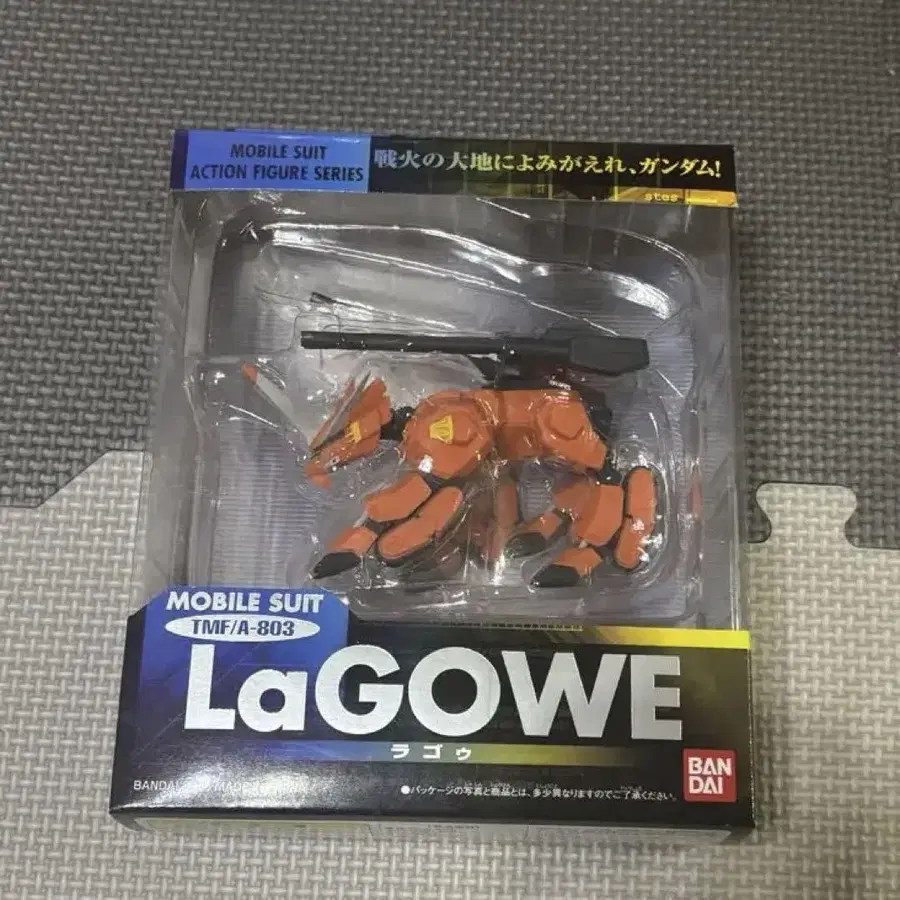 MOBILE SUIT
ACTION FIGURE SERIES
戦火の大地によみがえれ、ガンダム!
MOBILE SUIT
TMF/A-803
LaGOWE
ラゴゥ
BANDAI
MADE
●パッケージの写真と商品とは、多少異なりますのでご了承ください。
BAN
DAI